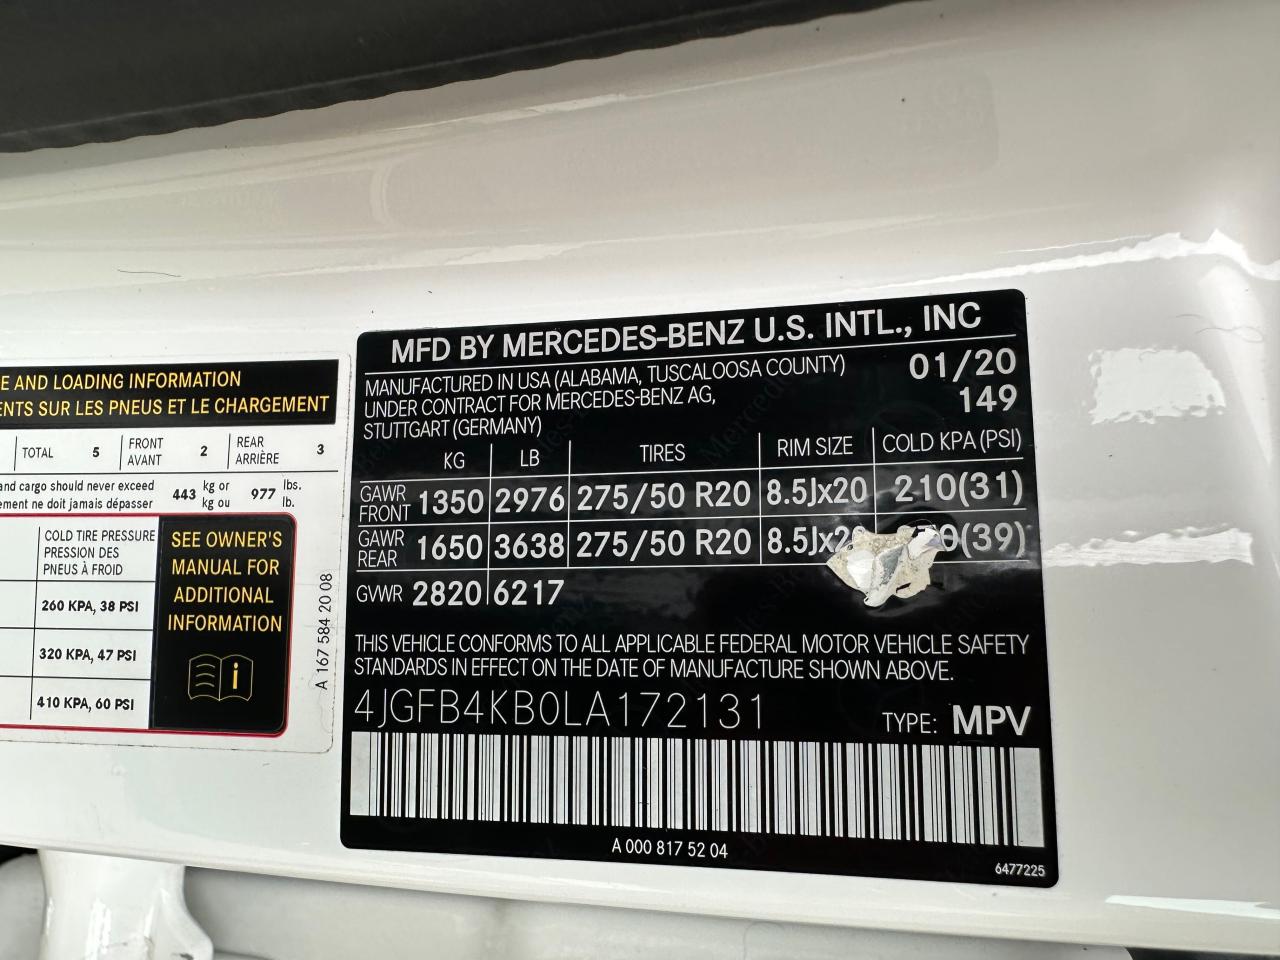 E AND LOADING INFORMATION
ENTS SUR LES PNEUS ET LE CHARGEMENT
TOTAL 5 FRONT AVANT 2 REAR ARRIÈRE 3
and cargo should never exceed 443 kg or 977 lbs.
ement ne doit jamais dépasser kg ou lb.
COLD TIRE PRESSURE
PRESSION DES
PNEUS À FROID
260 KPA, 38 PSI
320 KPA, 47 PSI
410 KPA, 60 PSI
SEE OWNER'S
MANUAL FOR
ADDITIONAL
INFORMATION
i
A 167 584 20 08
MFD BY MERCEDES-BENZ U.S. INTL., INC
MANUFACTURED IN USA (ALABAMA, TUSCALOOSA COUNTY) 01/20
UNDER CONTRACT FOR MERCEDES-BENZ AG, 149
STUTTGART (GERMANY)
KG LB TIRES RIM SIZE COLD KPA (PSI)
GAWR FRONT 1350 2976 275/50 R20 8.5Jx20 210(31)
GAWR REAR 1650 3638 275/50 R20 (39)
GVWR 2820 6217
THIS VEHICLE CONFORMS TO ALL APPLICABLE FEDERAL MOTOR VEHICLE SAFETY
STANDARDS IN EFFECT ON THE DATE OF MANUFACTURE SHOWN ABOVE.
4JGFB4KB0LA172131 TYPE: MPV
A 000 817 52 04
6477225